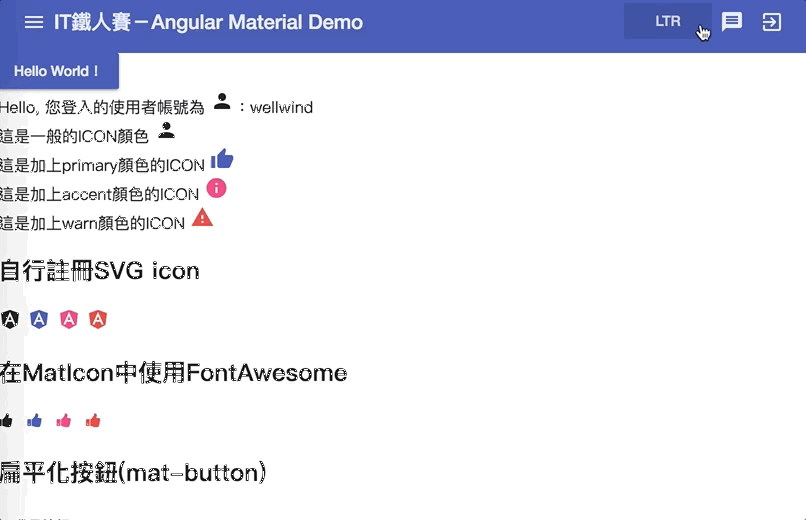 IT鐵人賽－Angular Material Demo
LTR
Hello World！
Hello, 您登入的使用者帳號為 ：wellwind
這是一般的ICON顏色
這是加上primary顏色的ICON
這是加上accent顏色的ICON
這是加上warn顏色的ICON
自行註冊SVG icon
在MatIcon中使用FontAwesome
扁平化按鈕(mat-button)